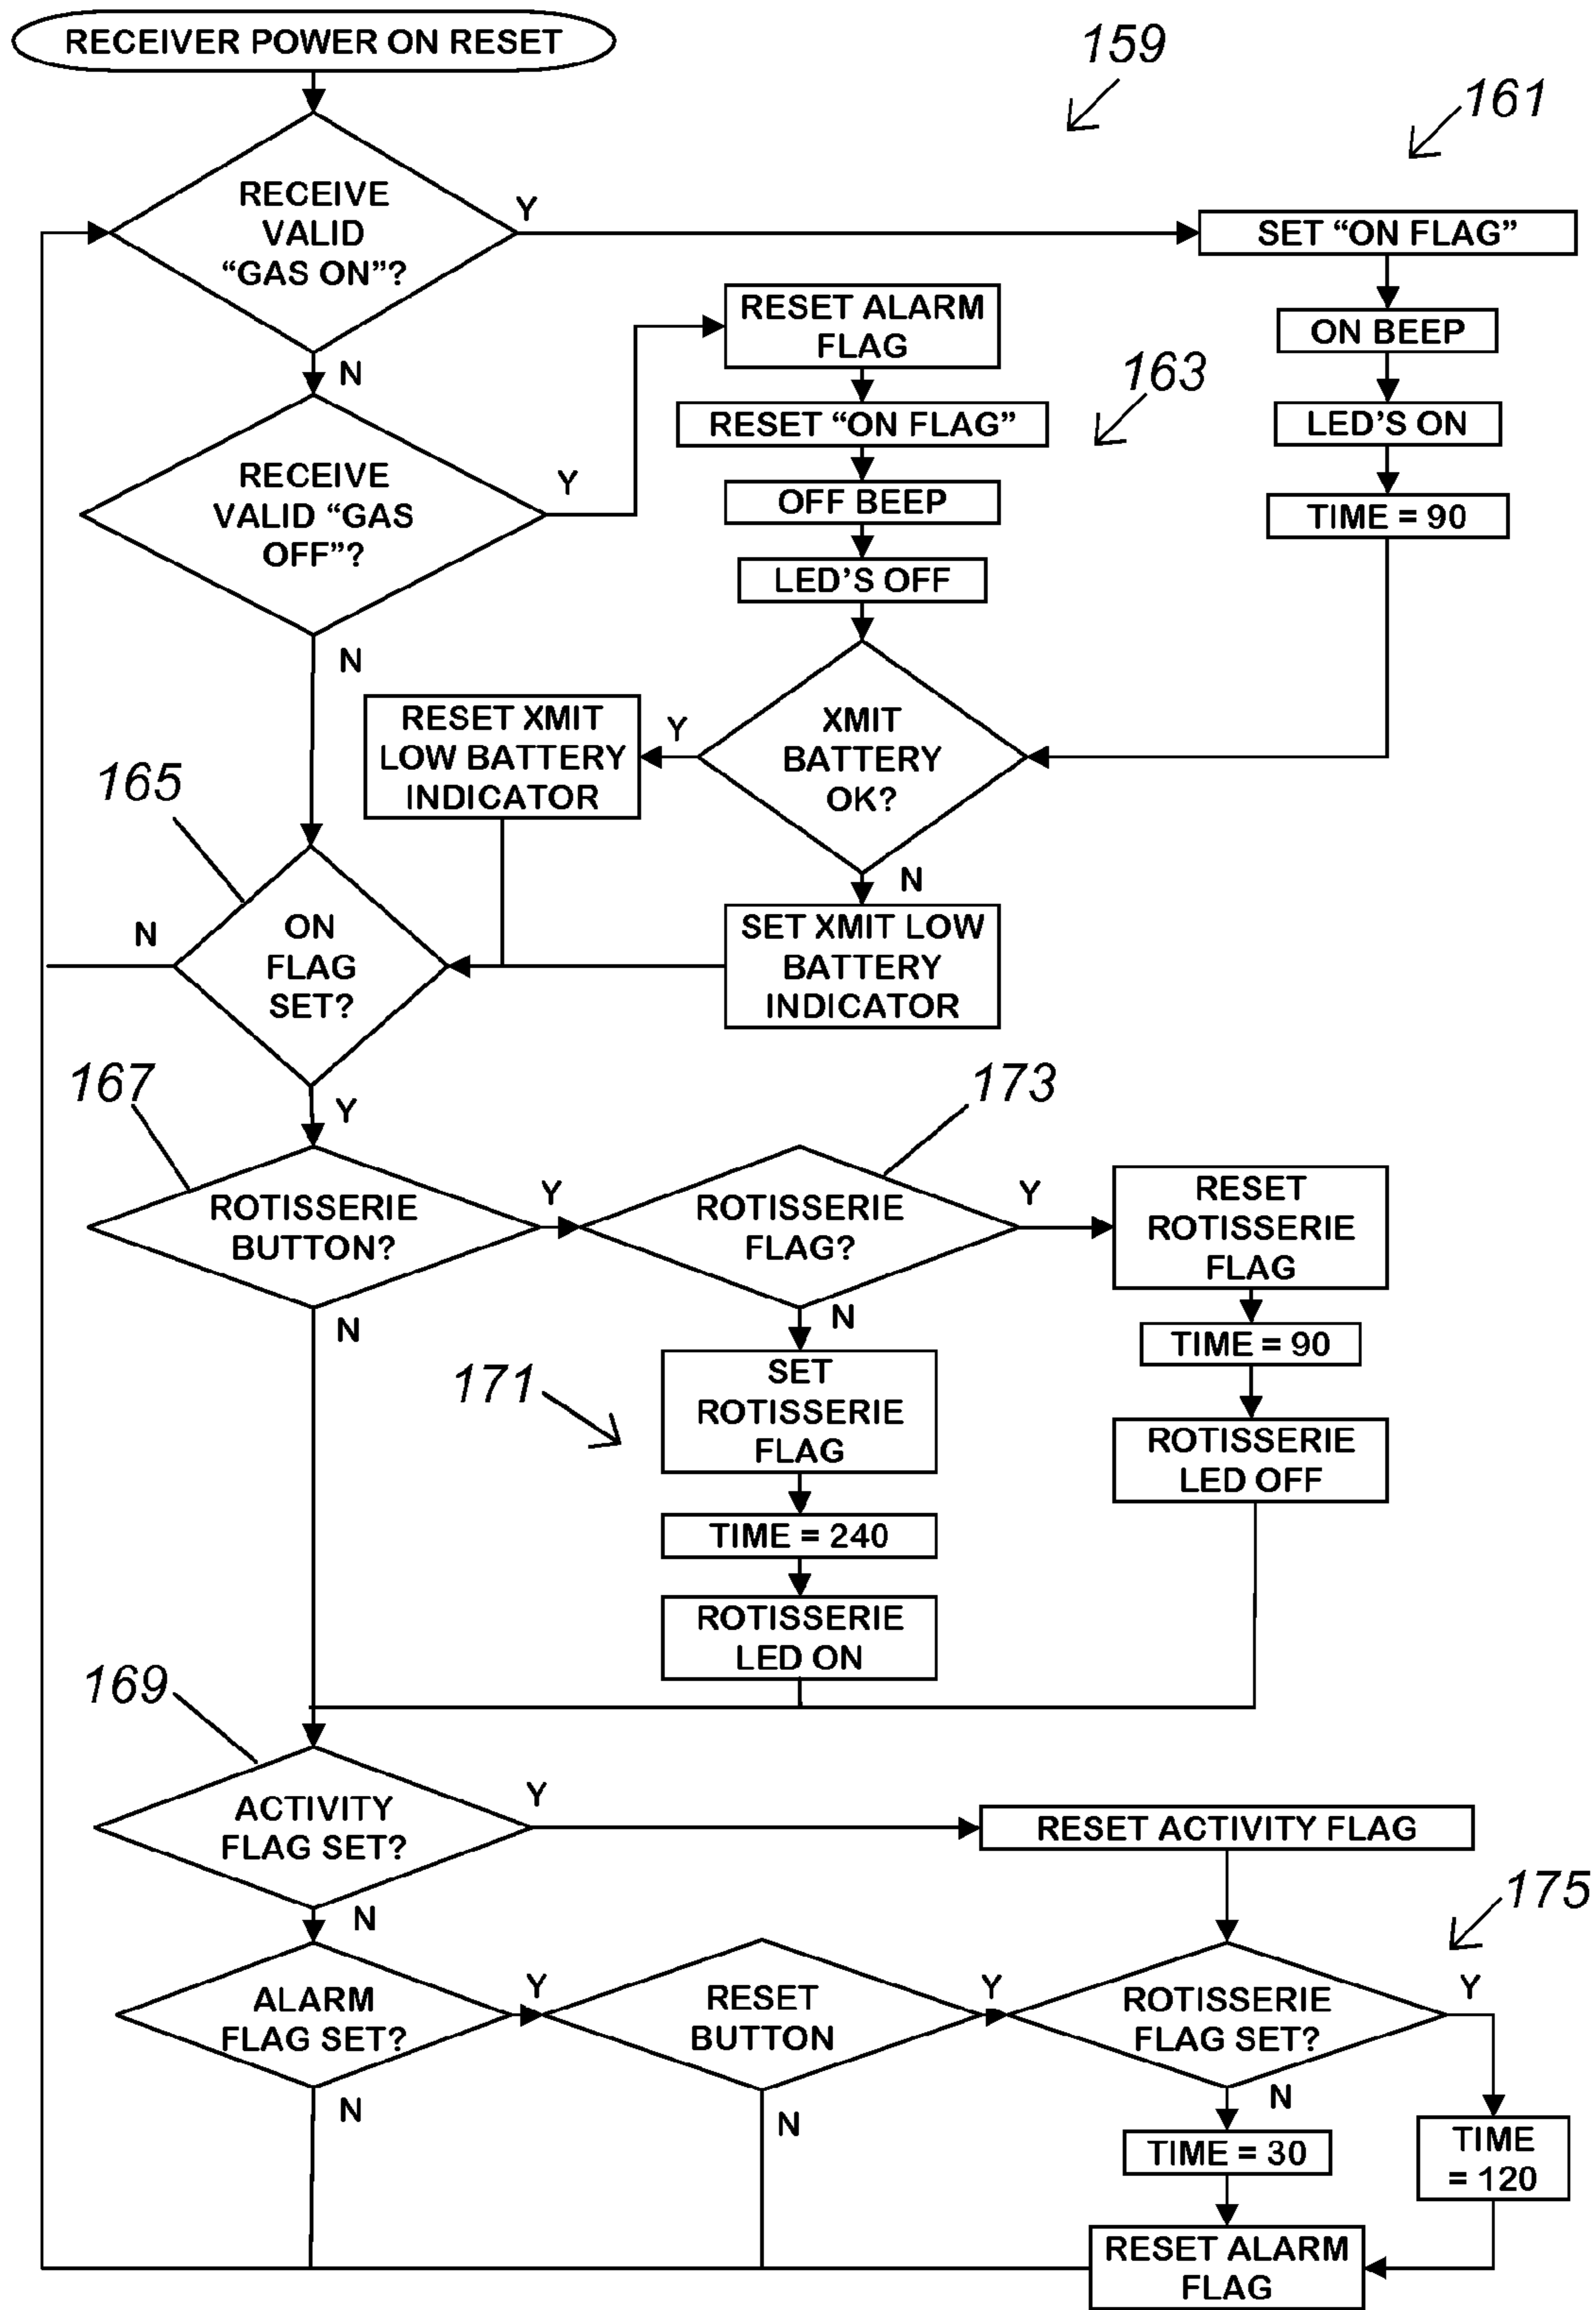 RECEIVER POWER ON RESET
159
161
RECEIVE
VALID
“GAS ON”?
Y
SET “ON FLAG”
N
RESET ALARM
FLAG
ON BEEP
163
RESET “ON FLAG”
LED’S ON
RECEIVE
VALID “GAS
OFF”?
Y
OFF BEEP
TIME = 90
LED’S OFF
N
RESET XMIT
LOW BATTERY
INDICATOR
Y
XMIT
BATTERY
OK?
165
N
N
ON
FLAG
SET?
SET XMIT LOW
BATTERY
INDICATOR
167
Y
173
ROTISSERIE
BUTTON?
Y
ROTISSERIE
FLAG?
Y
RESET
ROTISSERIE
FLAG
N
N
TIME = 90
171
SET
ROTISSERIE
FLAG
ROTISSERIE
LED OFF
TIME = 240
ROTISSERIE
LED ON
169
ACTIVITY
FLAG SET?
Y
RESET ACTIVITY FLAG
175
N
ALARM
FLAG SET?
Y
RESET
BUTTON
Y
ROTISSERIE
FLAG SET?
Y
N
N
N
TIME = 30
TIME
= 120
RESET ALARM
FLAG